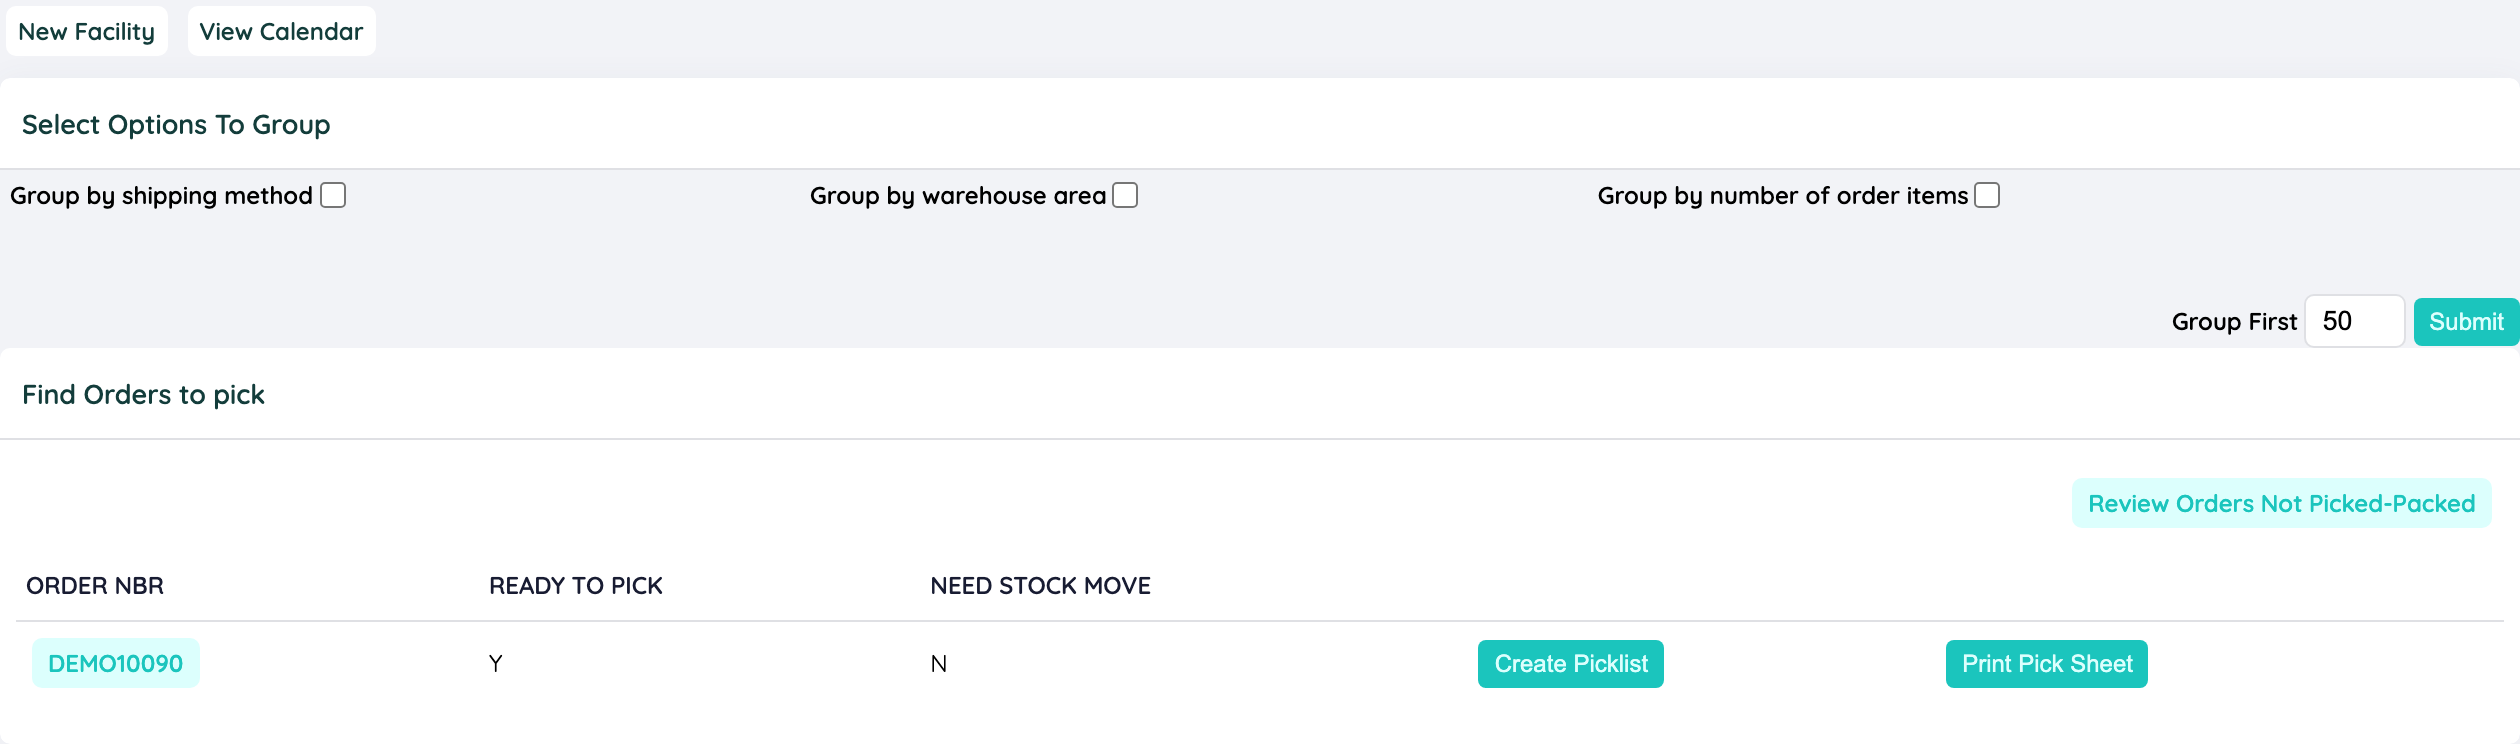 New Facility View Calendar
Select Options To Group
Group by shipping method Group by warehouse area Group by number of order items
Group First 50 Submit
Find Orders to pick
Review Orders Not Picked-Packed
ORDER NBR READY TO PICK NEED STOCK MOVE
DEMO10090 Y N Create Picklist Print Pick Sheet